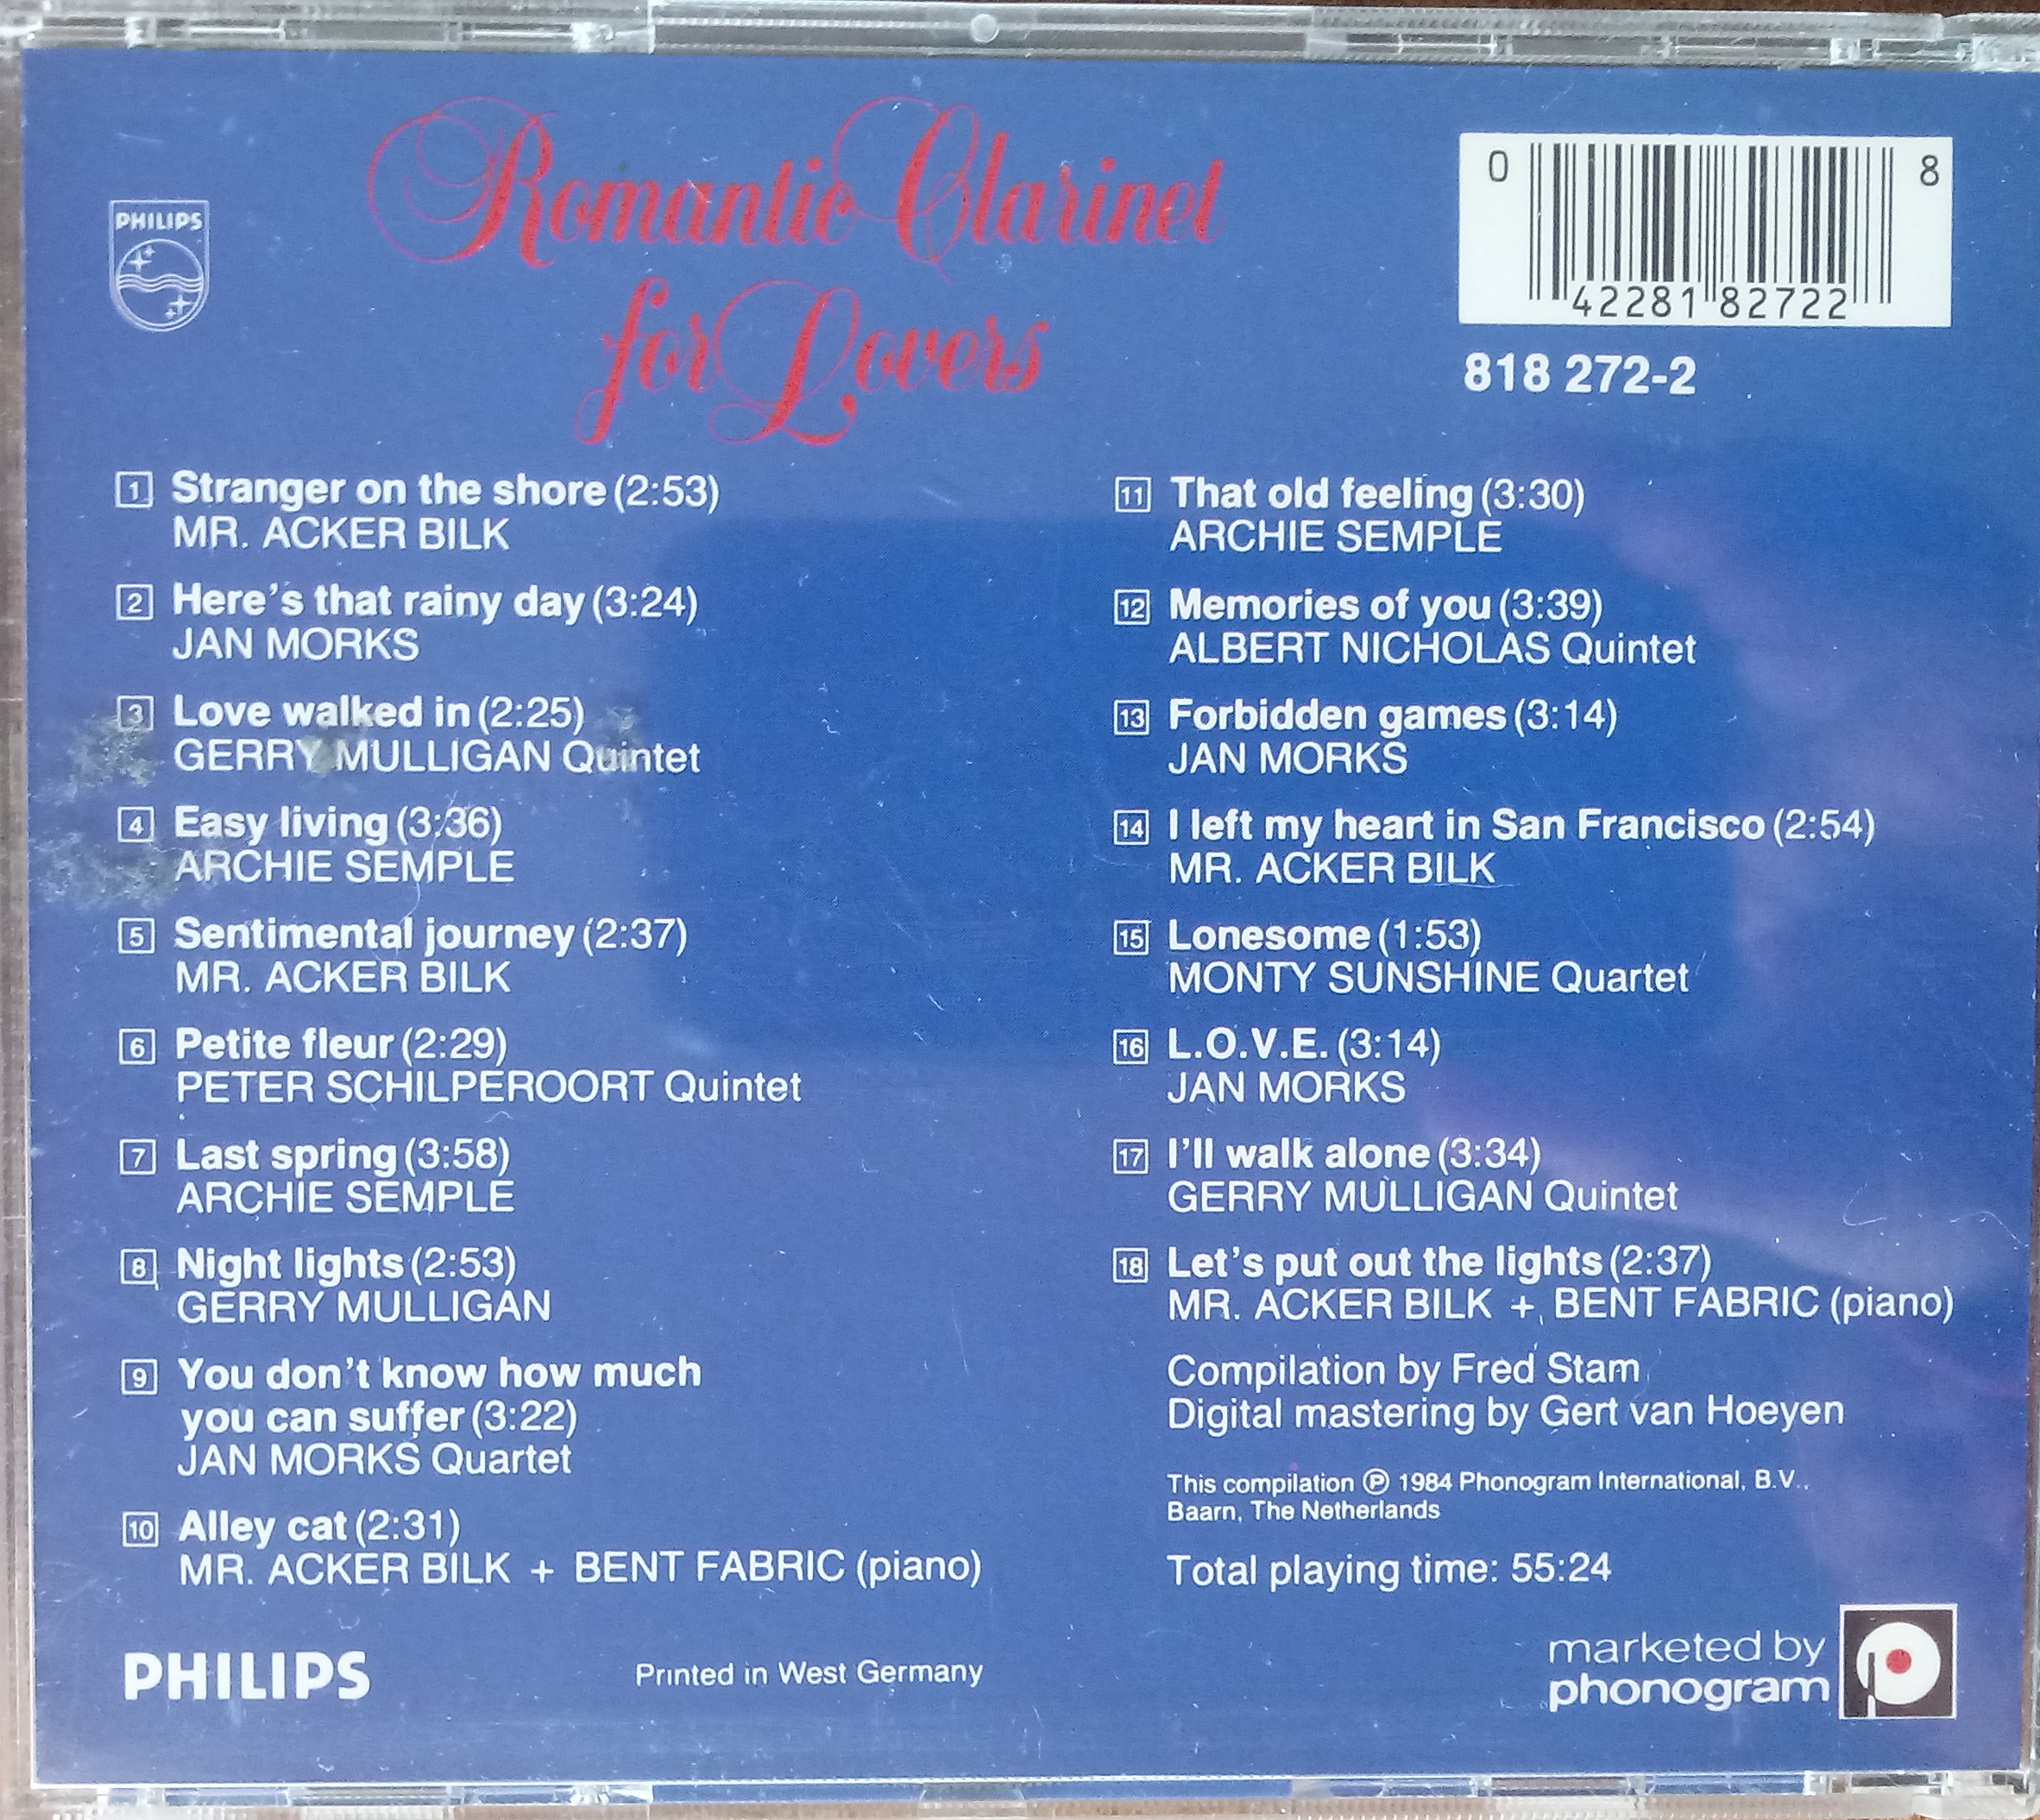 Romantic Clarinet
for Lovers
PHILIPS
0 42281 82722 8
818 272-2
1 Stranger on the shore (2:53)
MR. ACKER BILK
2 Here's that rainy day (3:24)
JAN MORKS
3 Love walked in (2:25)
GERRY MULLIGAN Quintet
4 Easy living (3:36)
ARCHIE SEMPLE
5 Sentimental journey (2:37)
MR. ACKER BILK
6 Petite fleur (2:29)
PETER SCHILPEROORT Quintet
7 Last spring (3:58)
ARCHIE SEMPLE
8 Night lights (2:53)
GERRY MULLIGAN
9 You don't know how much
you can suffer (3:22)
JAN MORKS Quartet
10 Alley cat (2:31)
MR. ACKER BILK + BENT FABRIC (piano)
11 That old feeling (3:30)
ARCHIE SEMPLE
12 Memories of you (3:39)
ALBERT NICHOLAS Quintet
13 Forbidden games (3:14)
JAN MORKS
14 I left my heart in San Francisco (2:54)
MR. ACKER BILK
15 Lonesome (1:53)
MONTY SUNSHINE Quartet
16 L.O.V.E. (3:14)
JAN MORKS
17 I'll walk alone (3:34)
GERRY MULLIGAN Quintet
18 Let's put out the lights (2:37)
MR. ACKER BILK + BENT FABRIC (piano)
Compilation by Fred Stam
Digital mastering by Gert van Hoeyen
This compilation ℗ 1984 Phonogram International, B.V.,
Baarn, The Netherlands
Total playing time: 55:24
PHILIPS
Printed in West Germany
marketed by
phonogram